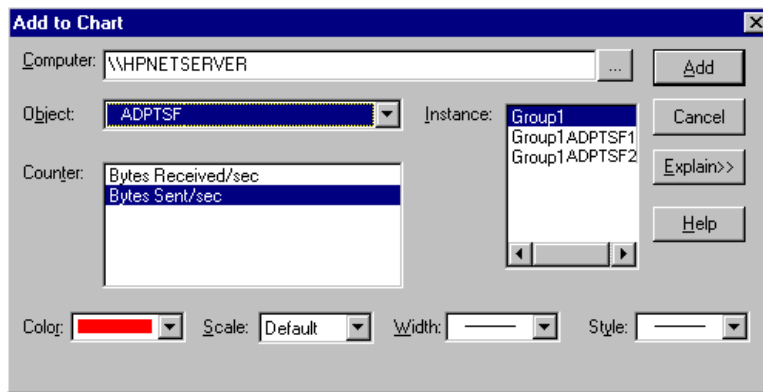 Add to Chart
Computer: \\HPNETSERVER ... Add
Object: ADPTSF Instance: Group1 Cancel
Group1ADPTSF1
Group1ADPTSF2
Counter: Bytes Received/sec Explain>>
Bytes Sent/sec
Help
Color: Scale: Default Width: Style: